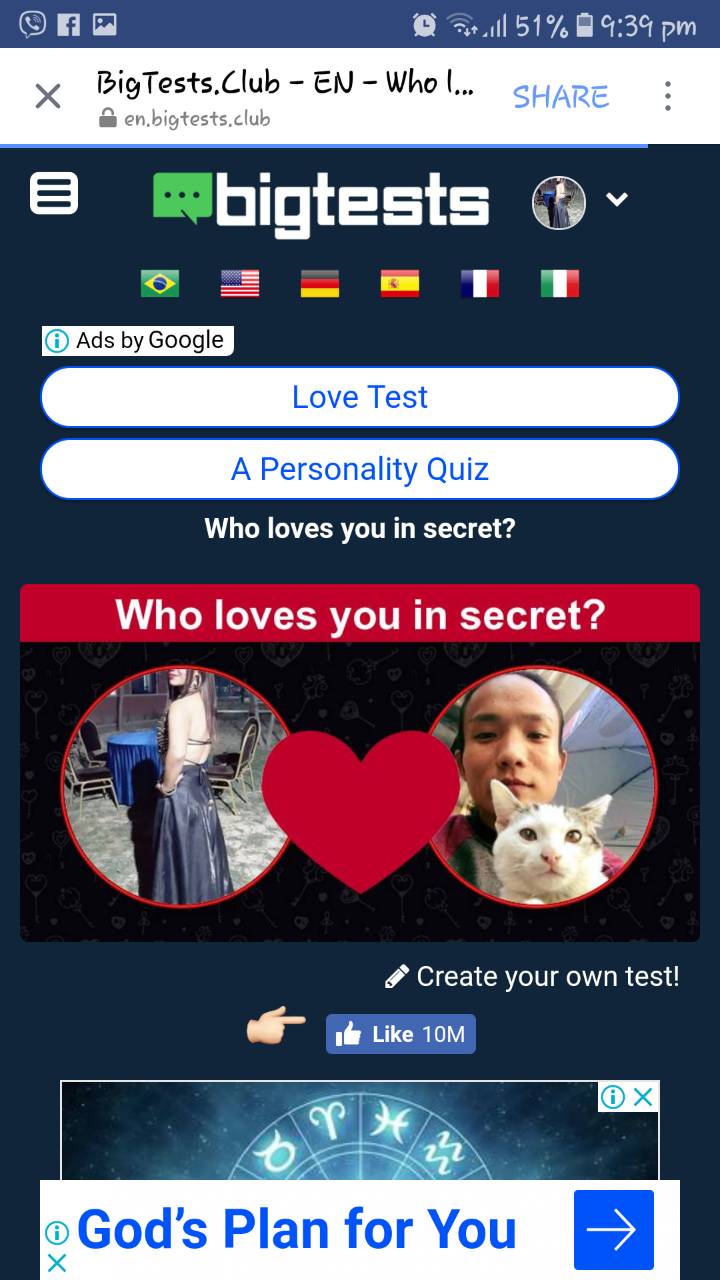 51% 9:39 pm
BigTests.Club – EN – Who l...
SHARE
en.bigtests.club
bigtests
Ads by Google
Love Test
A Personality Quiz
Who loves you in secret?
Who loves you in secret?
Create your own test!
Like 10M
God's Plan for You